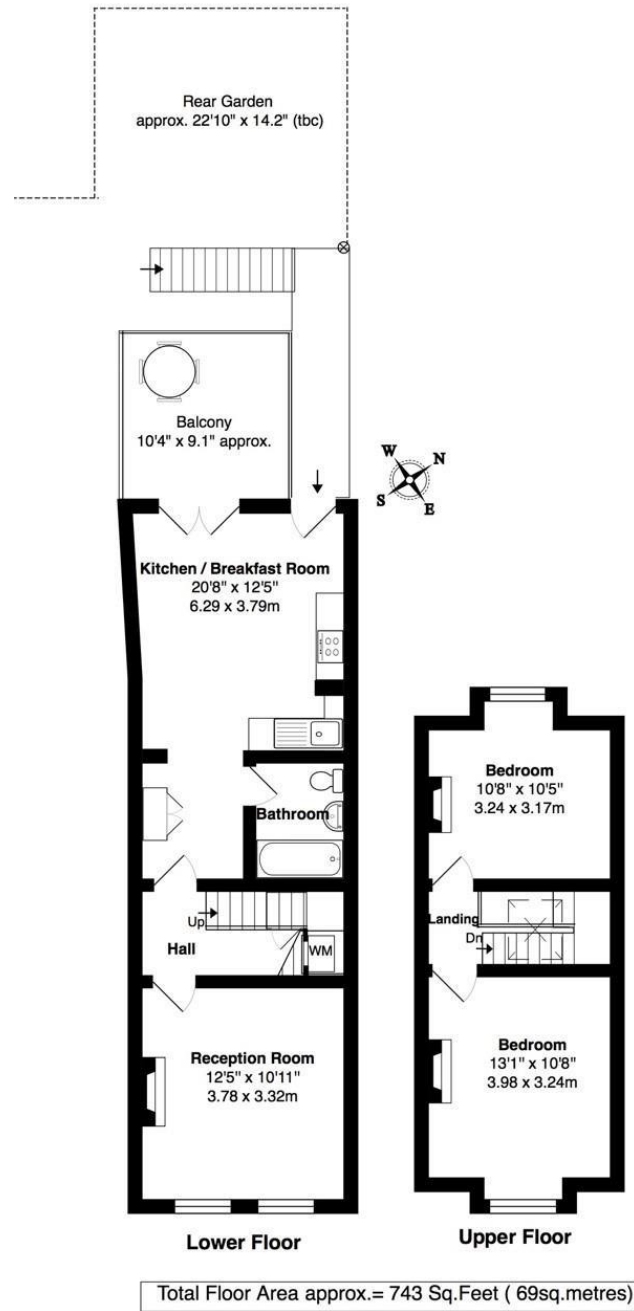 Rear Garden
approx. 22'10" x 14.2" (tbc)
Balcony
10'4" x 9.1" approx.
W
N
S
E
Kitchen / Breakfast Room
20'8" x 12'5"
6.29 x 3.79m
Bathroom
Up
Hall
WM
Reception Room
12'5" x 10'11"
3.78 x 3.32m
Lower Floor
Bedroom
10'8" x 10'5"
3.24 x 3.17m
Landing
Dn
Bedroom
13'1" x 10'8"
3.98 x 3.24m
Upper Floor
Total Floor Area approx.= 743 Sq.Feet ( 69sq.metres)